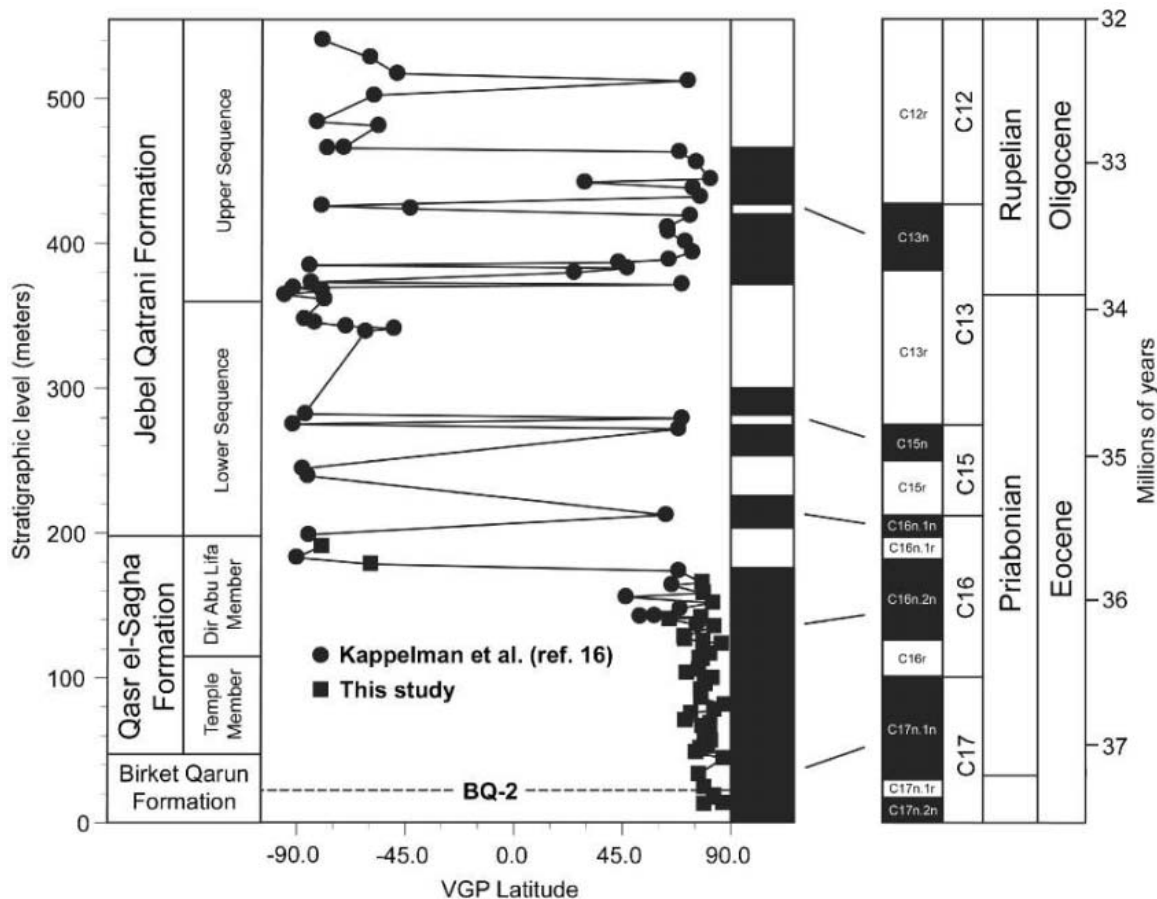 Stratigraphic level (meters)
500
400
300
200
100
0
Jebel Qatrani Formation
Upper Sequence
Lower Sequence
Qasr el-Sagha
Formation
Dir Abu Lifa
Member
Temple
Member
Birket Qarun
Formation
Kappelman et al. (ref. 16)
This study
BQ-2
-90.0
-45.0
0.0
45.0
90.0
VGP Latitude
C12r
C13n
C13r
C15n
C15r
C16n.1n
C16n.1r
C16n.2n
C16r
C17n.1n
C17n.1r
C17n.2n
C12
C13
C15
C16
C17
Rupelian
Priabonian
Oligocene
Eocene
32
33
34
35
36
37
Millions of years